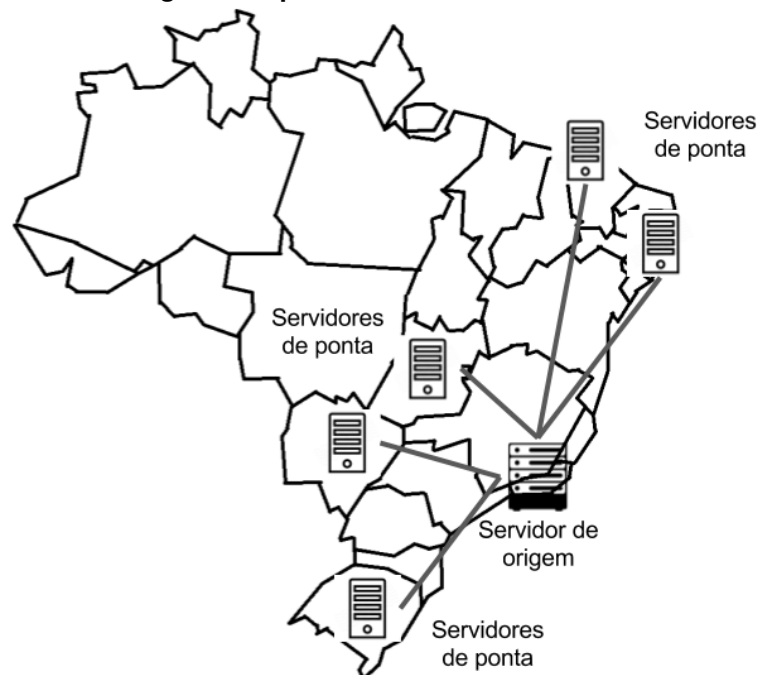 Servidores
de ponta
Servidores
de ponta
Servidor de
origem
Servidores
de ponta